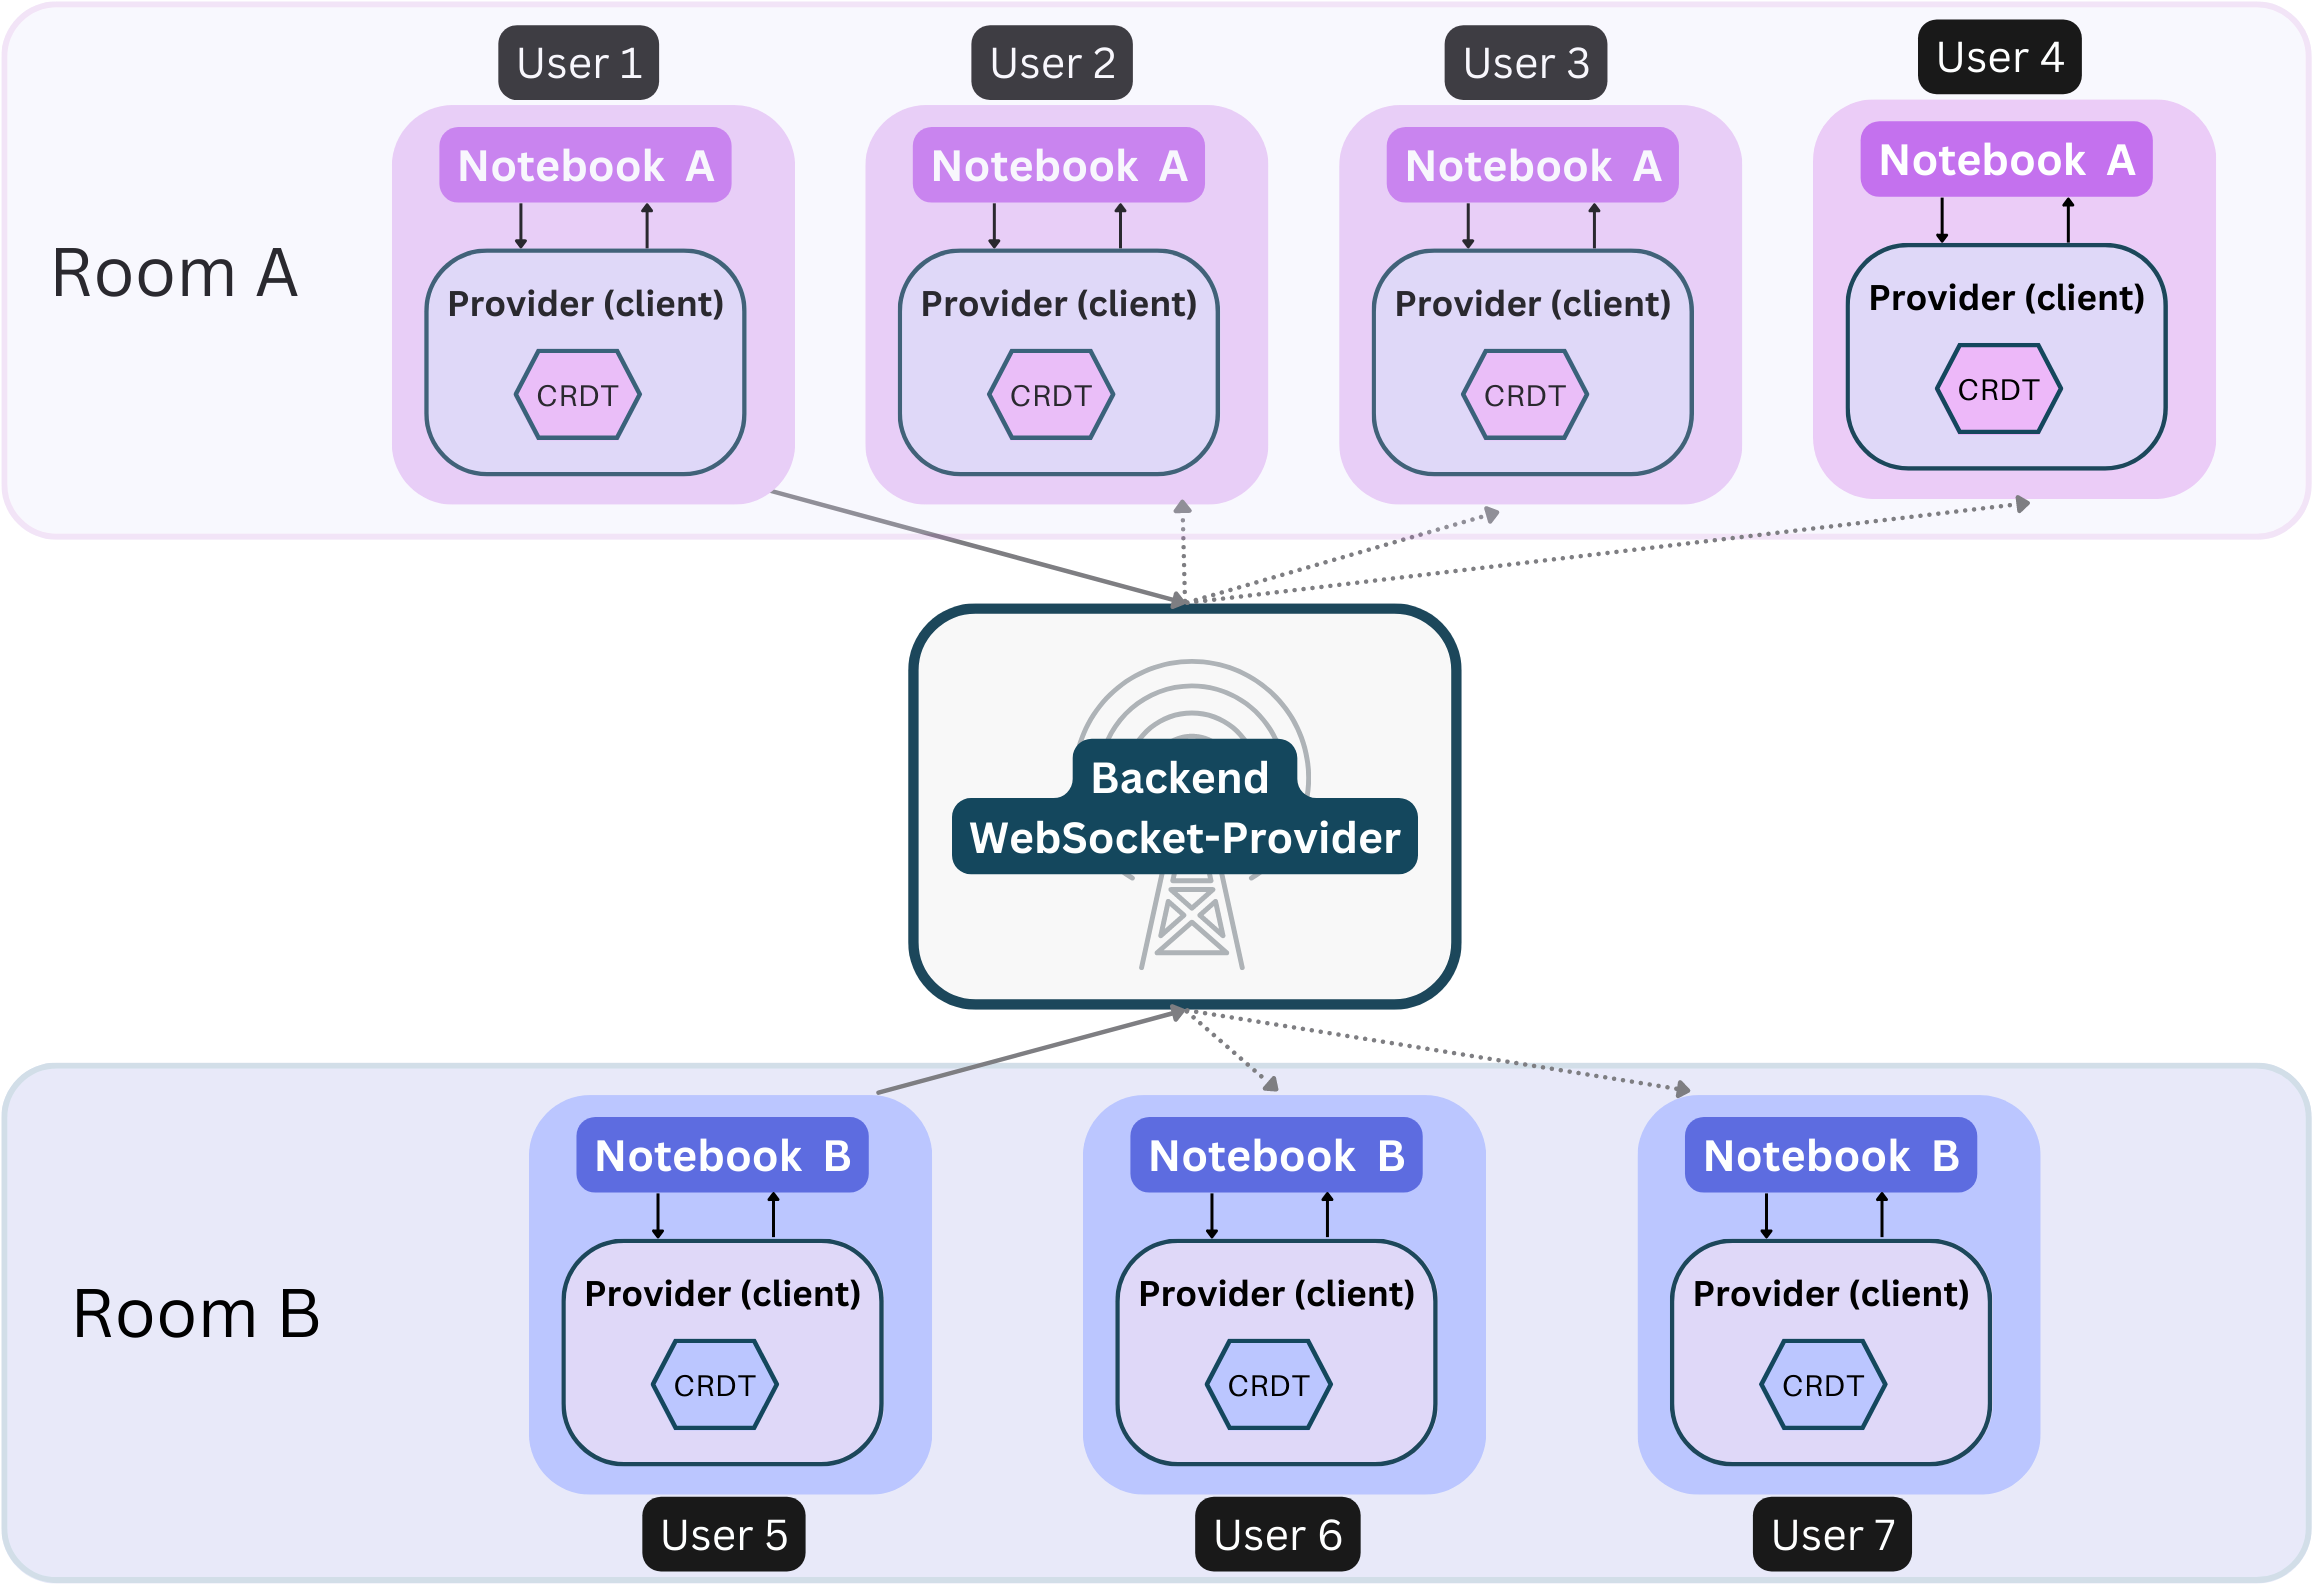 User 1
User 2
User 3
User 4
Notebook A
Notebook A
Notebook A
Notebook A
Room A
Provider (client)
Provider (client)
Provider (client)
Provider (client)
CRDT
CRDT
CRDT
CRDT
Backend
WebSocket-Provider
Notebook B
Notebook B
Notebook B
Room B
Provider (client)
Provider (client)
Provider (client)
CRDT
CRDT
CRDT
User 5
User 6
User 7